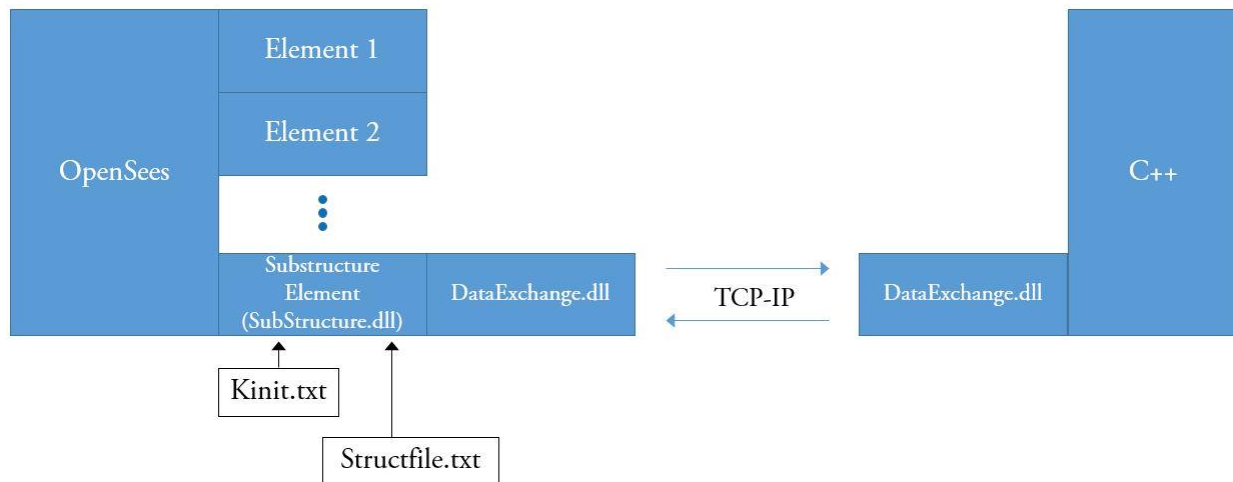 Element 1
Element 2
OpenSees
C++
Substructure
Element
(SubStructure.dll)
DataExchange.dll
TCP-IP
DataExchange.dll
Kinit.txt
Structfile.txt